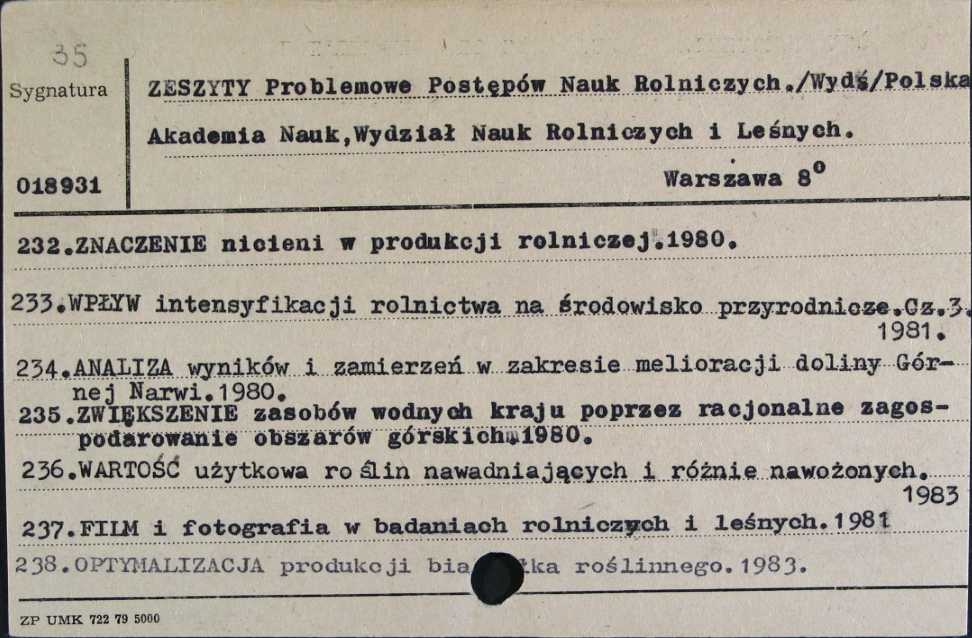 35
Sygnatura
ZESZYTY Problemowe Postępów Nauk Rolniczych./Wydś/Polska
Akademia Nauk,Wydział Nauk Rolniczych i Leśnych.
018931
Warszawa 8⁰
232.ZNACZENIE nicieni w produkcji rolniczej.1980.
233.WPŁYW intensyfikacji rolnictwa na środowisko przyrodnicze.Cz.3.
1981.
234.ANALIZA wyników i zamierzeń w zakresie melioracji doliny Gór-
nej Narwi.1980.
235.ZWIĘKSZENIE zasobów wodnych kraju poprzez racjonalne zagos-
podarowanie obszarów górskich.1980.
236.WARTOŚĆ użytkowa roślin nawadniających i różnie nawożonych.
1983
237.FILM i fotografia w badaniach rolniczych i leśnych.1981
238.OPTYMALIZACJA produkcji bia łka roślinnego.1983.
ZP UMK 722 79 5000